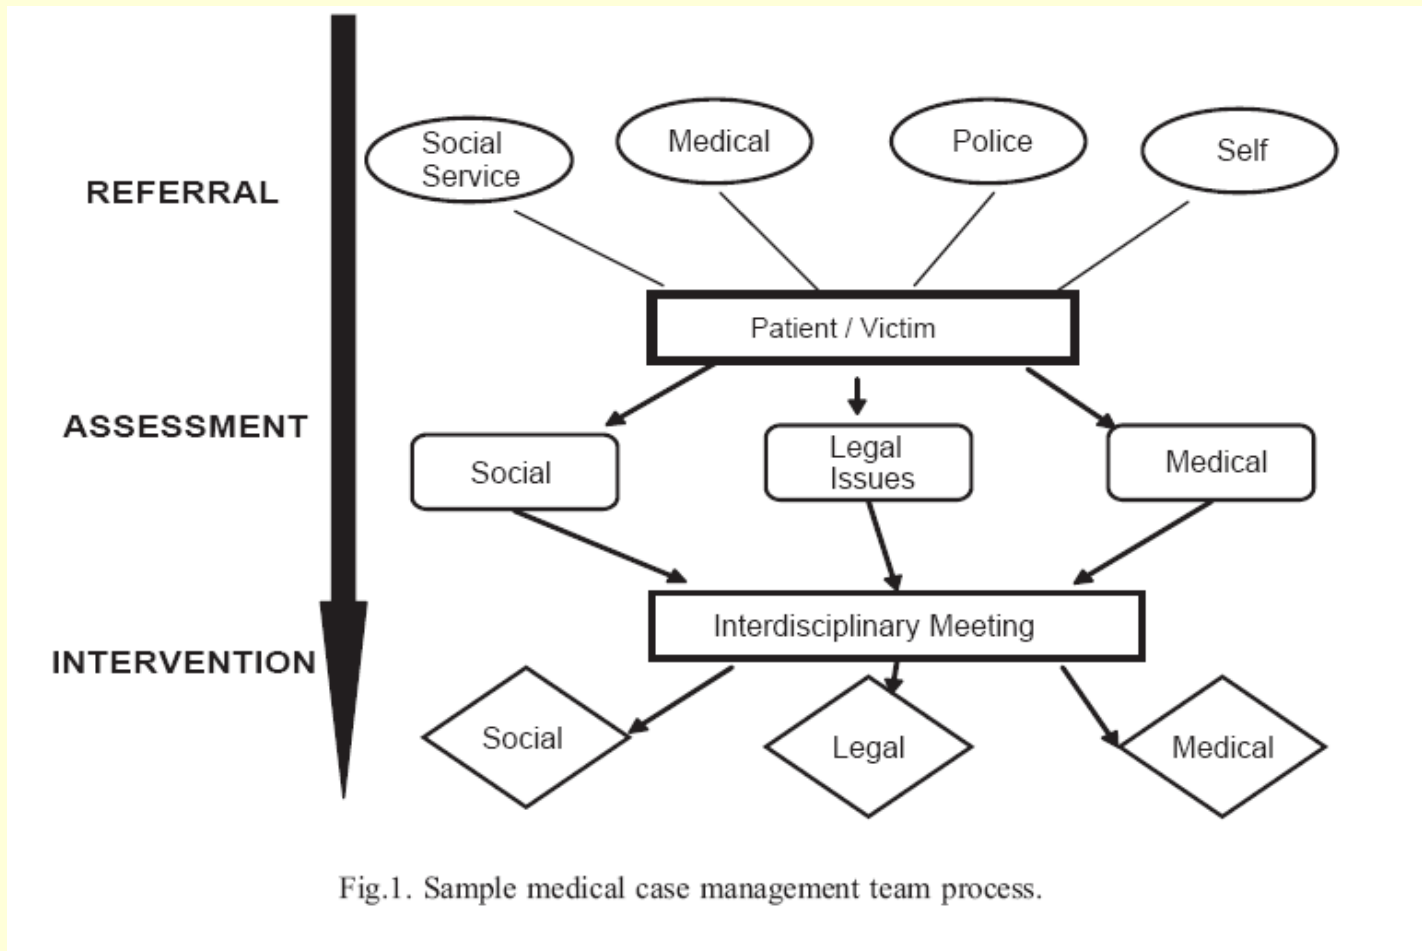 REFERRAL
Social
Service
Medical
Police
Self
Patient / Victim
ASSESSMENT
Social
Legal
Issues
Medical
Interdisciplinary Meeting
INTERVENTION
Social
Legal
Medical
Fig.1. Sample medical case management team process.